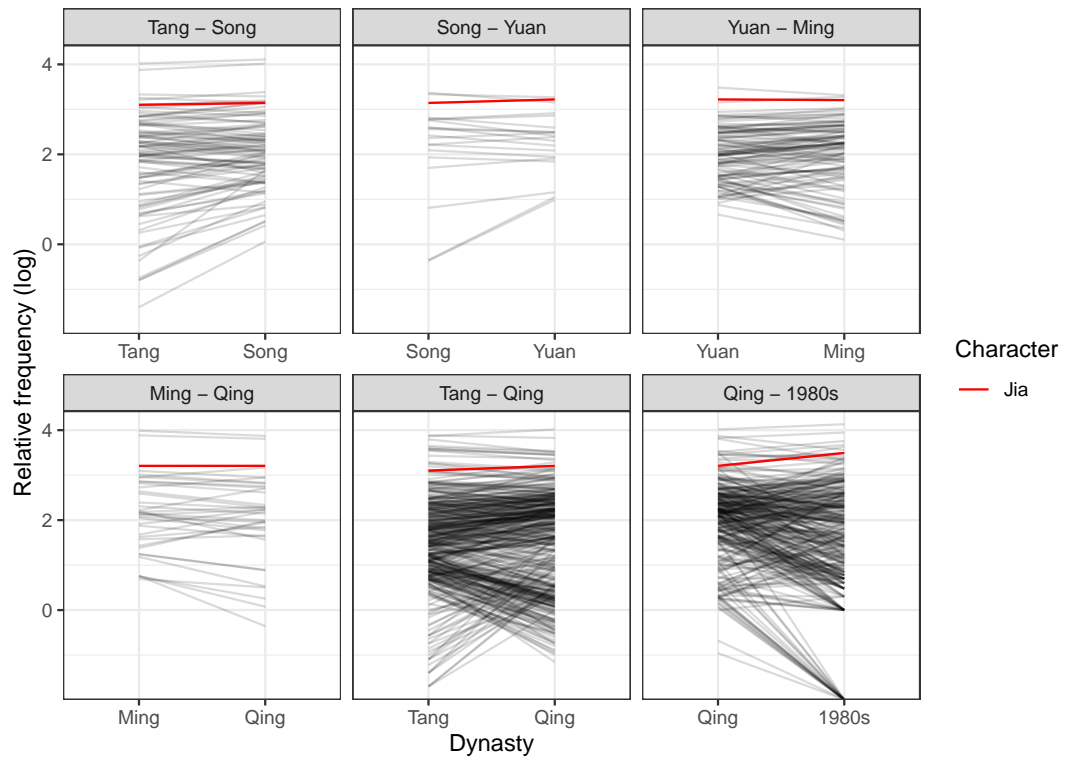 Tang − Song
Song − Yuan
Yuan − Ming
4
2
0
Tang
Song
Song
Yuan
Yuan
Ming
Relative frequency (log)
Character
Jia
Ming − Qing
Tang − Qing
Qing − 1980s
4
2
0
Ming
Qing
Tang
Qing
Qing
1980s
Dynasty